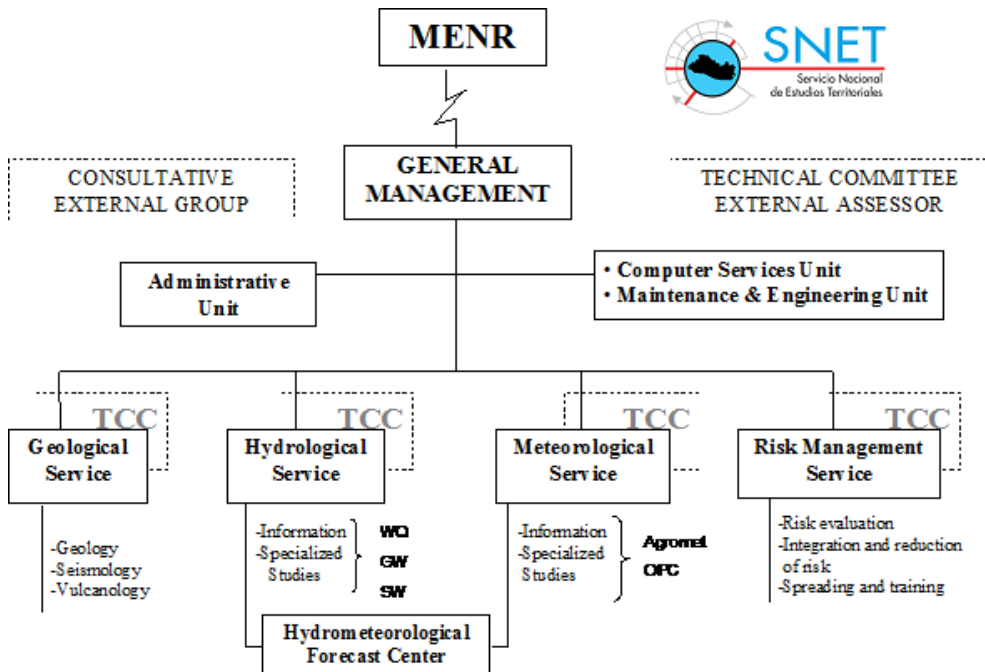 MENR
SNET
Servicio Nacional
de Estudios Territoriales
GENERAL
MANAGEMENT
CONSULTATIVE
EXTERNAL GROUP
TECHNICAL COMMITTEE
EXTERNAL ASSESSOR
Administrative
Unit
• Computer Services Unit
• Maintenance & Engineering Unit
TCC
Geological
Service
-Geology
-Seismology
-Vulcanology
TCC
Hydrological
Service
-Information
-Specialized
Studies
WQ
GW
SW
TCC
Meteorological
Service
-Information
-Specialized
Studies
Agromet
OFC
TCC
Risk Management
Service
-Risk evaluation
-Integration and reduction
of risk
-Spreading and training
Hydrometeorological
Forecast Center